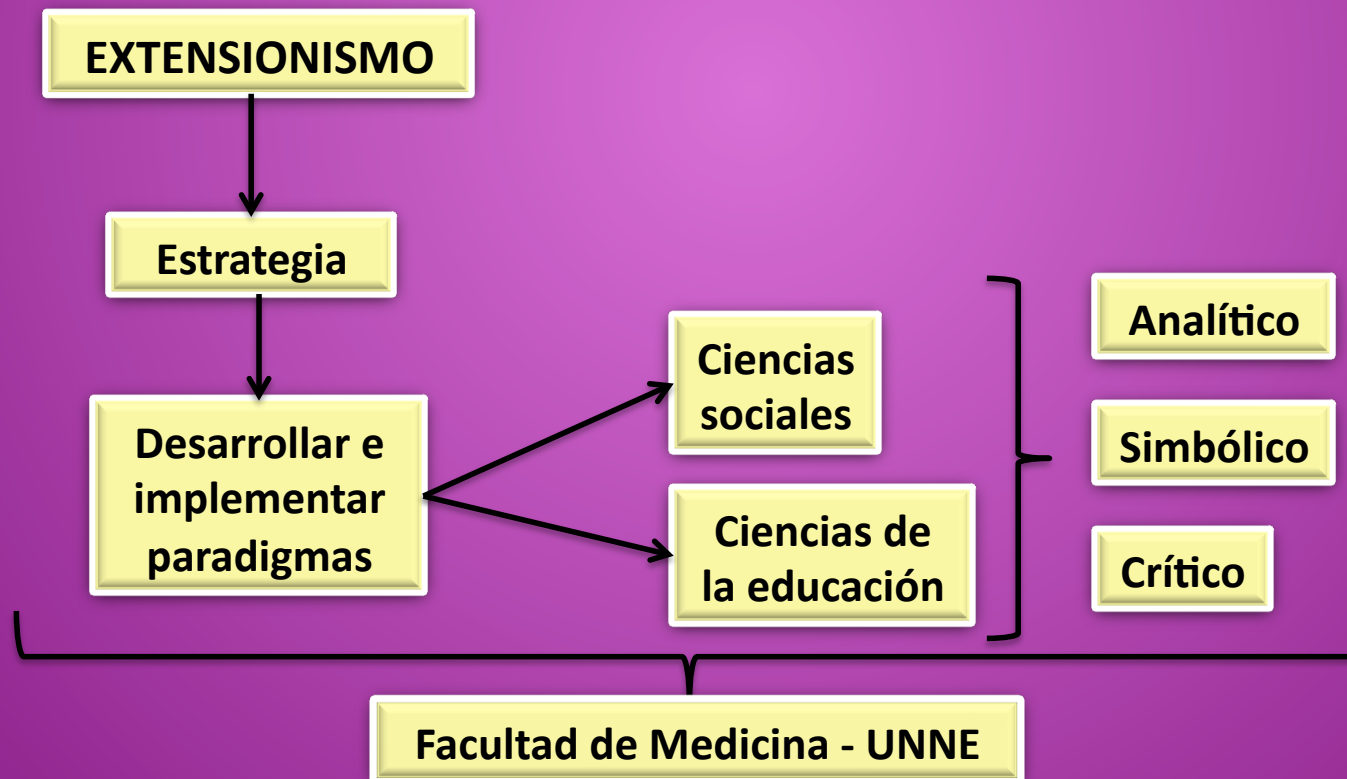 EXTENSIONISMO
Estrategia
Desarrollar e
implementar
paradigmas
Ciencias
sociales
Ciencias de
la educación
Analítico
Simbólico
Crítico
Facultad de Medicina - UNNE